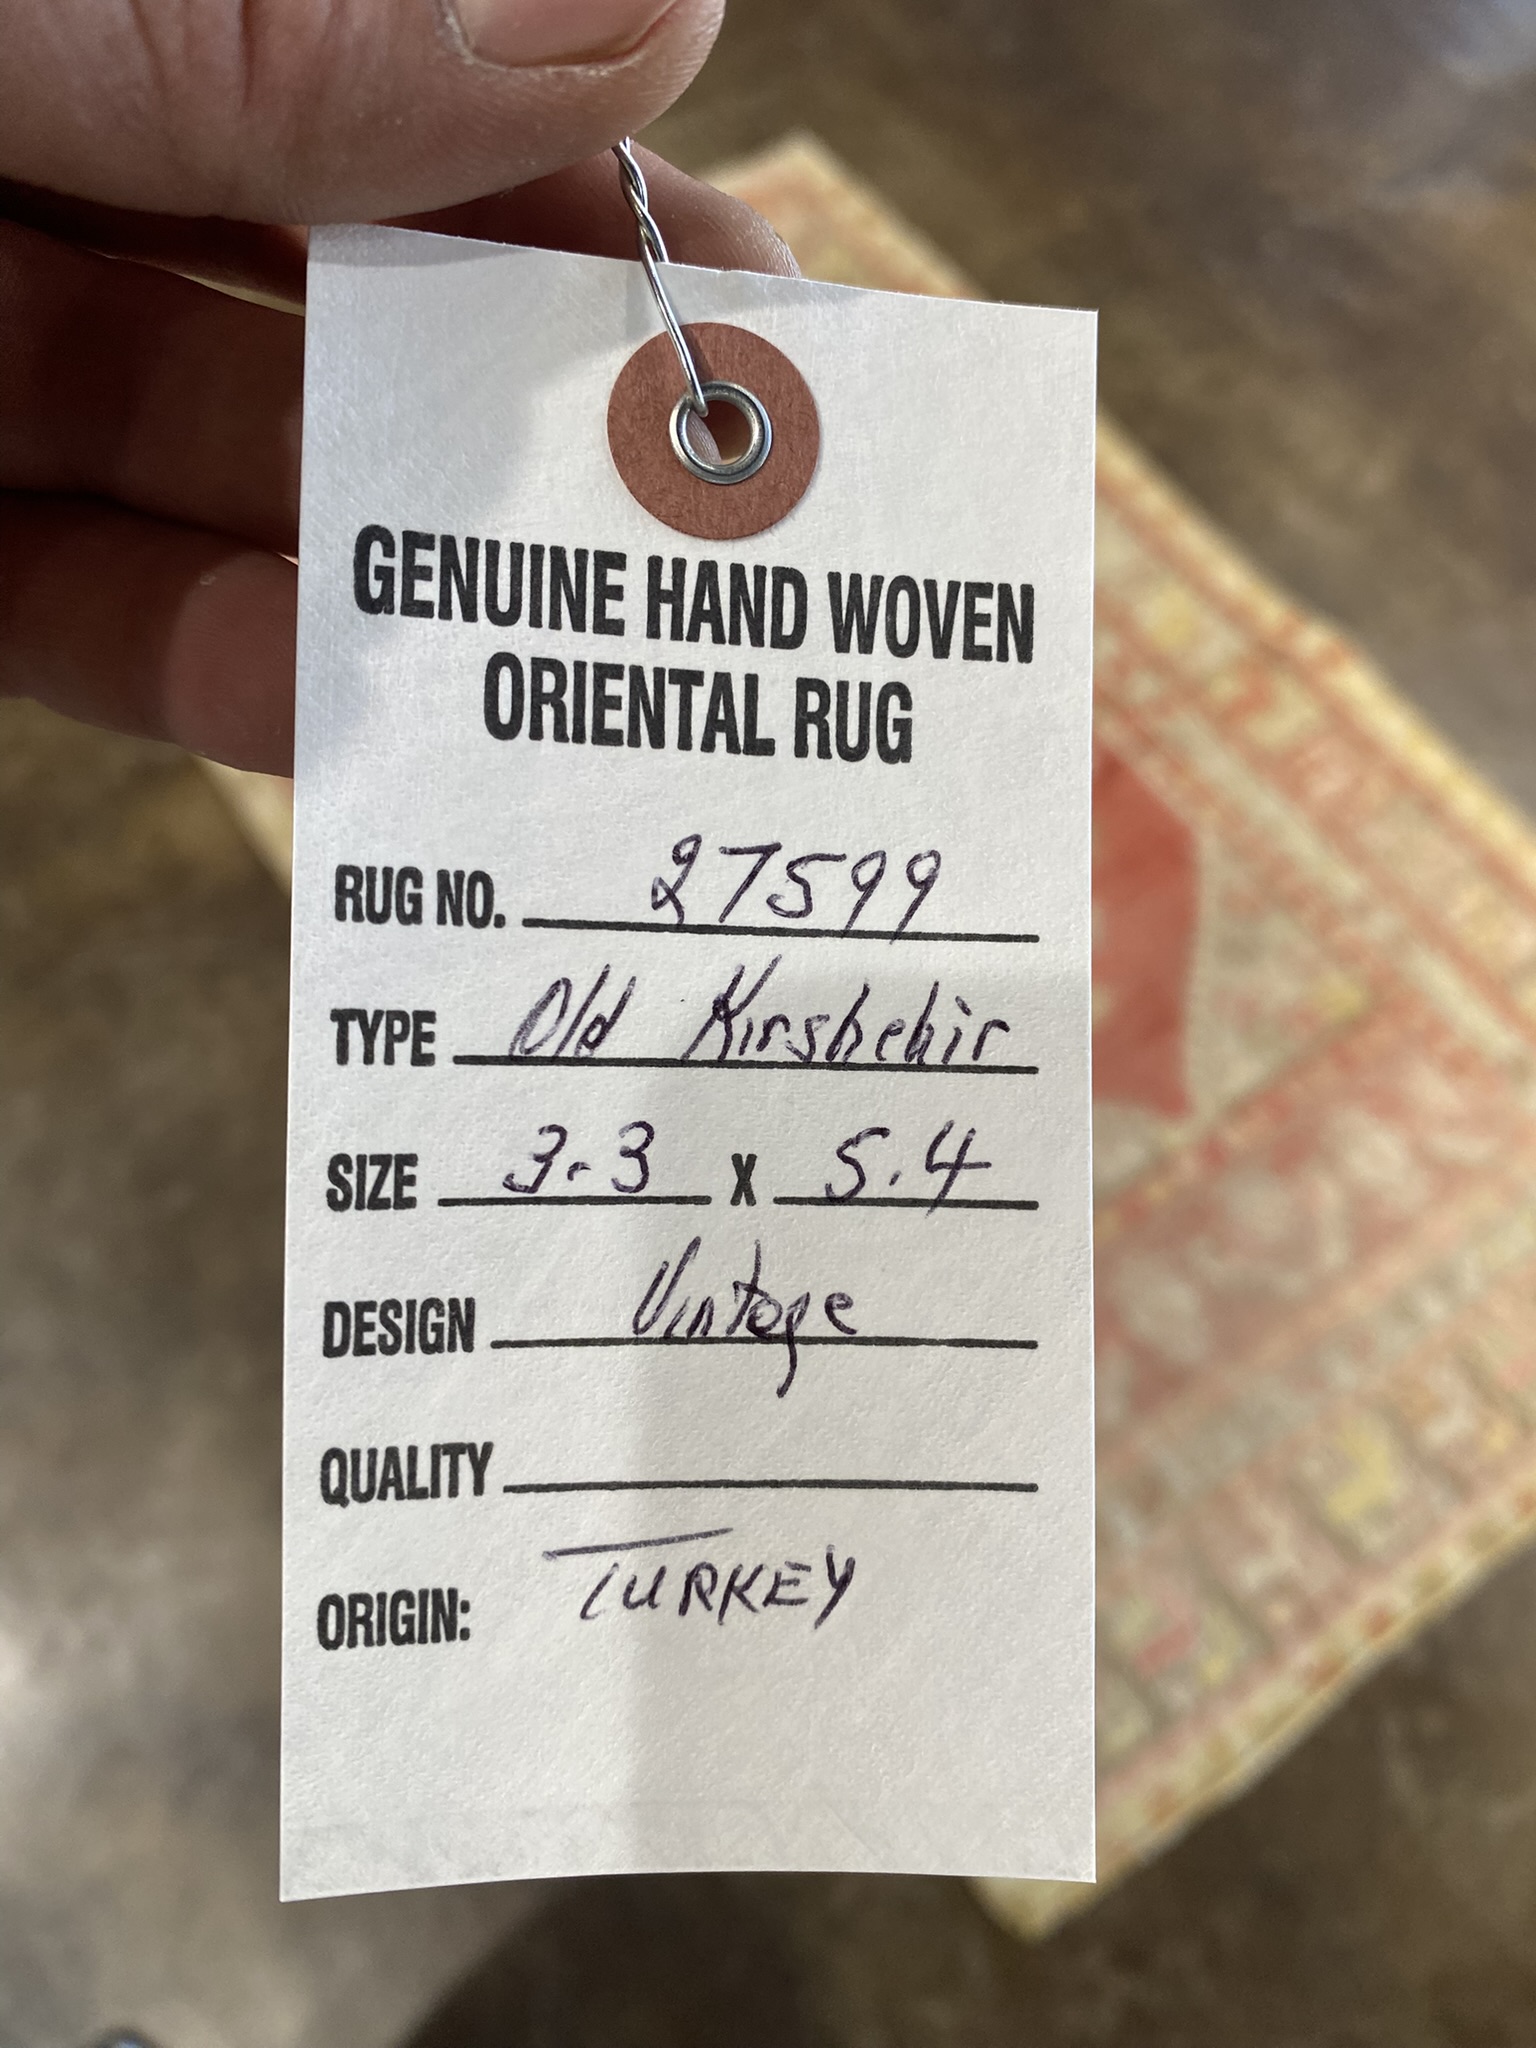 GENUINE HAND WOVEN
ORIENTAL RUG
RUG NO. 27599
TYPE Old Kirshehir
SIZE 3.3 X 5.4
DESIGN Vintage
QUALITY
ORIGIN: TURKEY